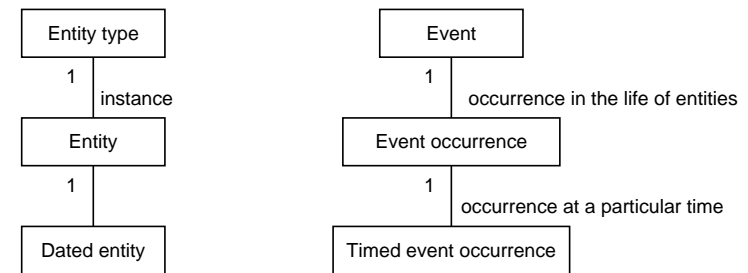 Entity type
Event
1
1
instance
occurrence in the life of entities
Entity
Event occurrence
1
1
occurrence at a particular time
Dated entity
Timed event occurrence